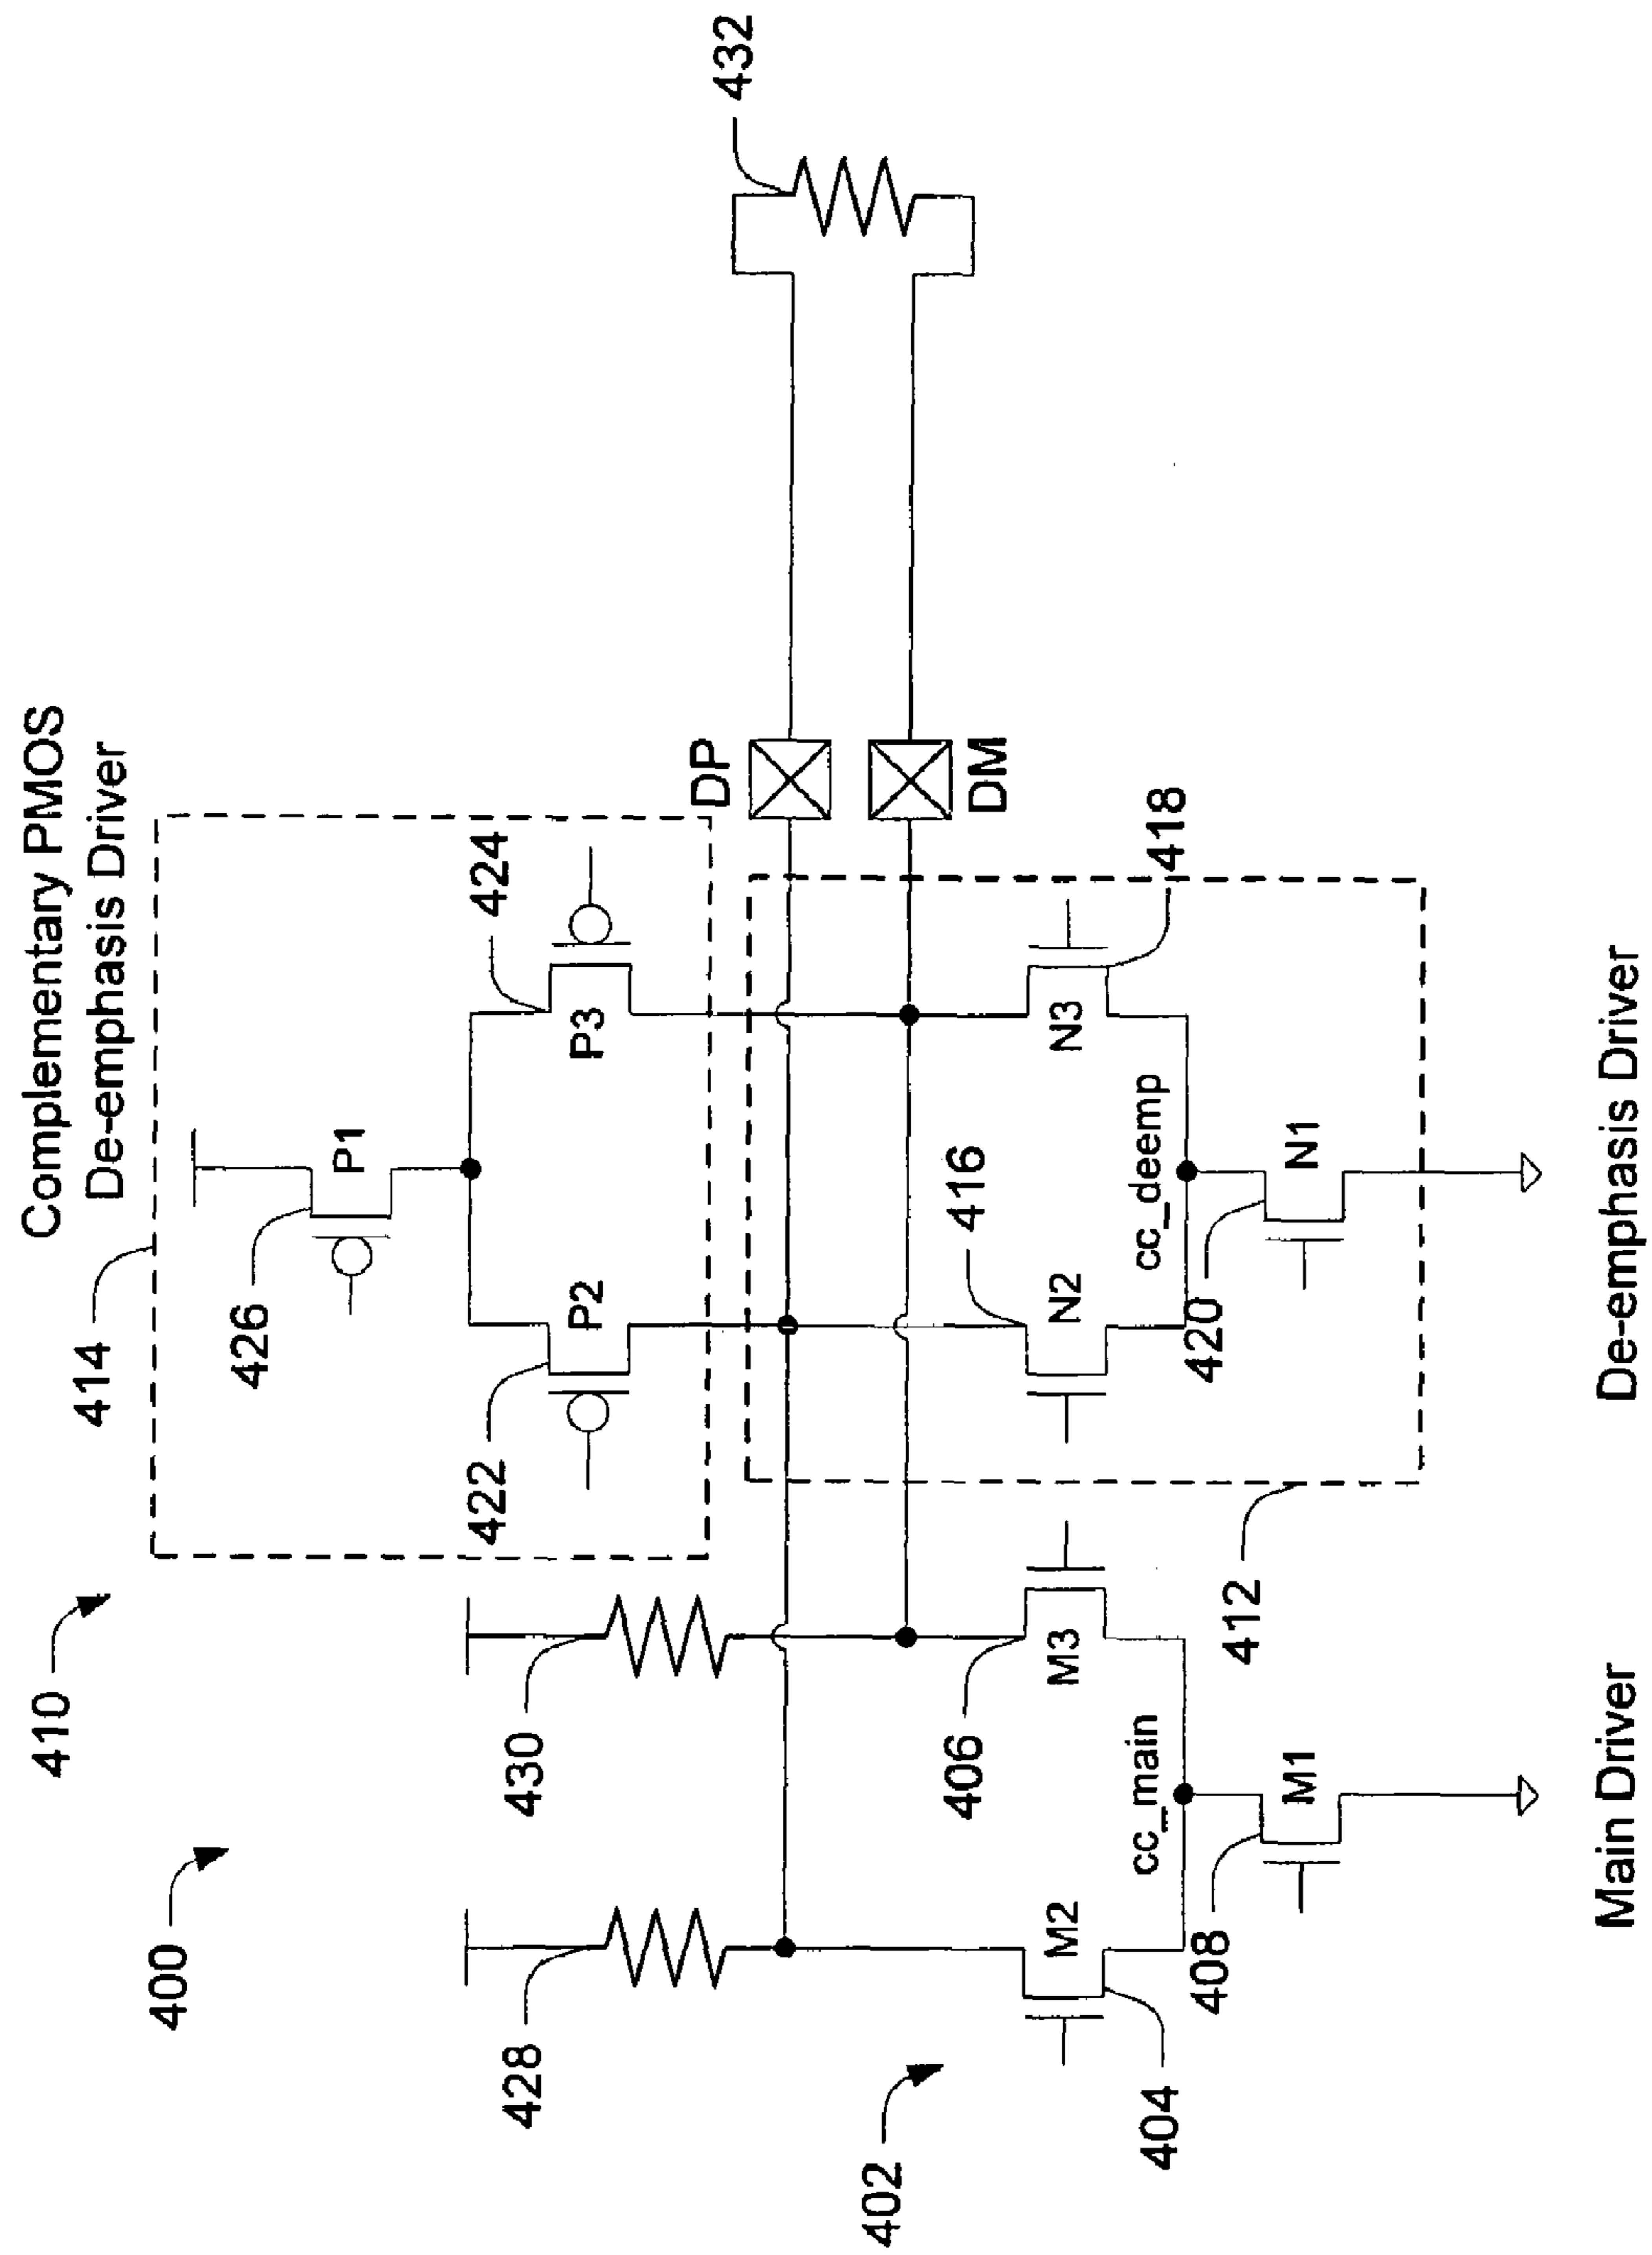 Complementary PMOS
De-emphasis Driver
410
414
400
426
P1
422
424
P2
P3
428
430
DP
432
DM
402
404
M2
406
M3
cc_main
408
M1
416
N2
418
N3
cc_deemp
420
N1
412
Main Driver
De-emphasis Driver